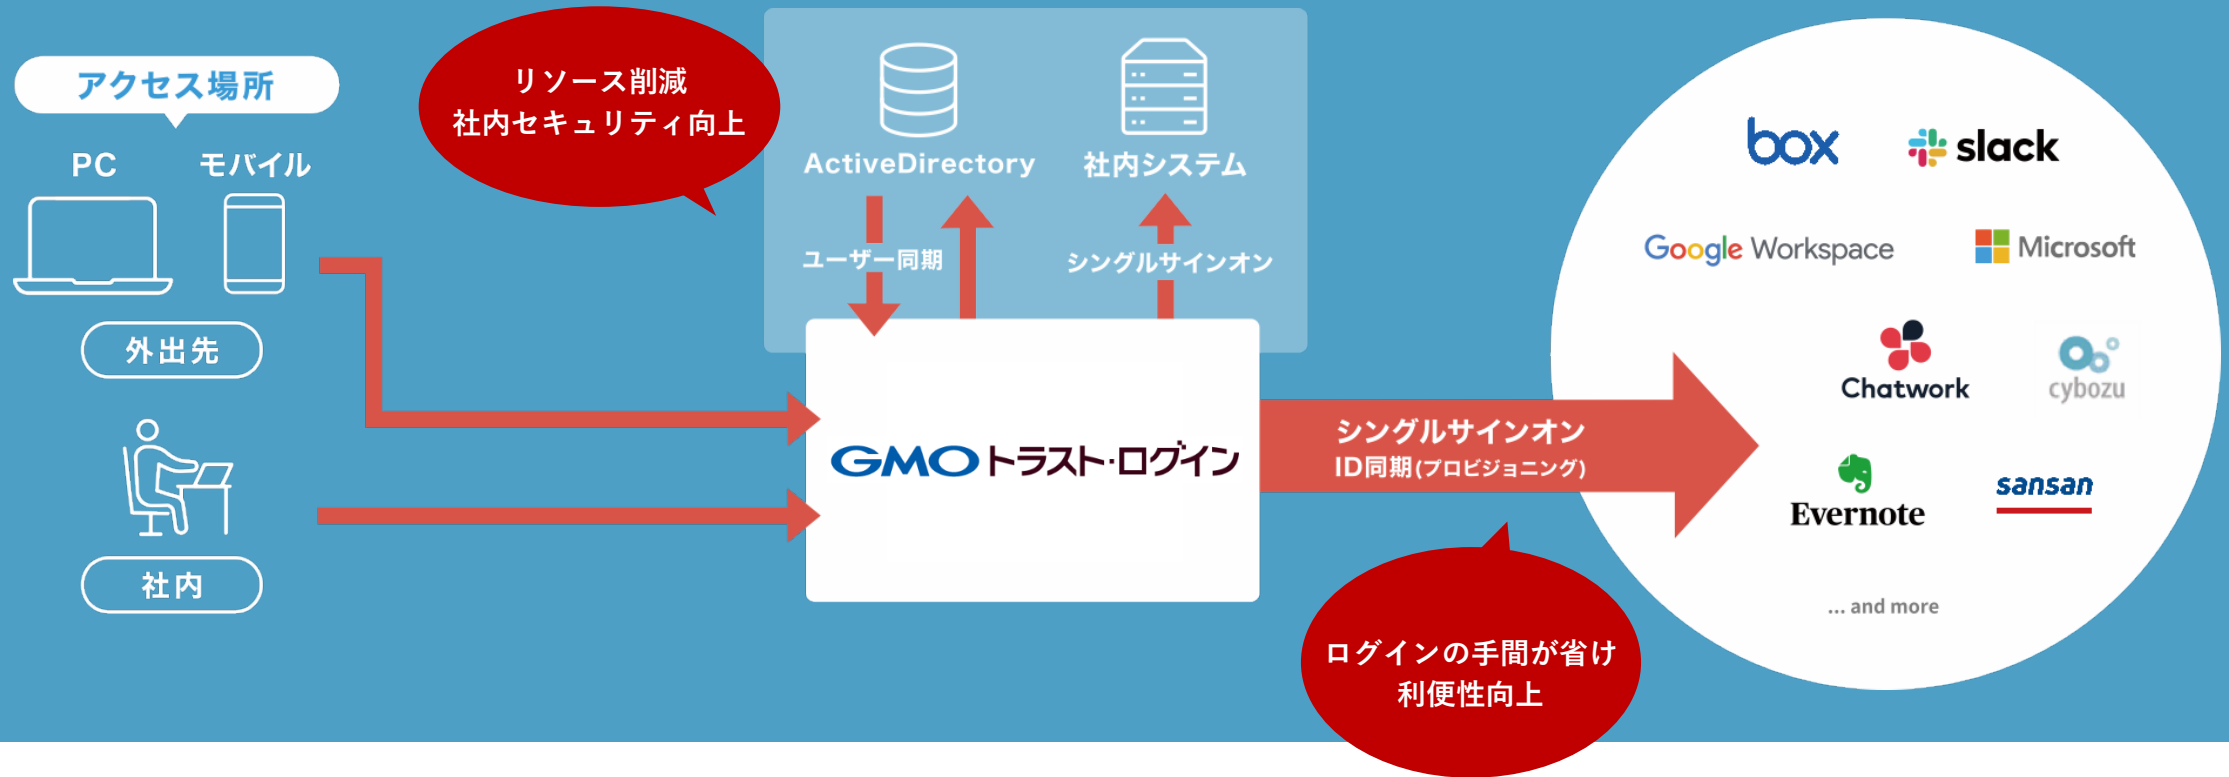 アクセス場所
PC
モバイル
外出先
社内
リソース削減
社内セキュリティ向上
ActiveDirectory
社内システム
ユーザー同期
シングルサインオン
GMOトラスト・ログイン
シングルサインオン
ID同期(プロビジョニング)
ログインの手間が省け
利便性向上
box
slack
Google Workspace
Microsoft
Chatwork
cybozu
Evernote
sansan
... and more